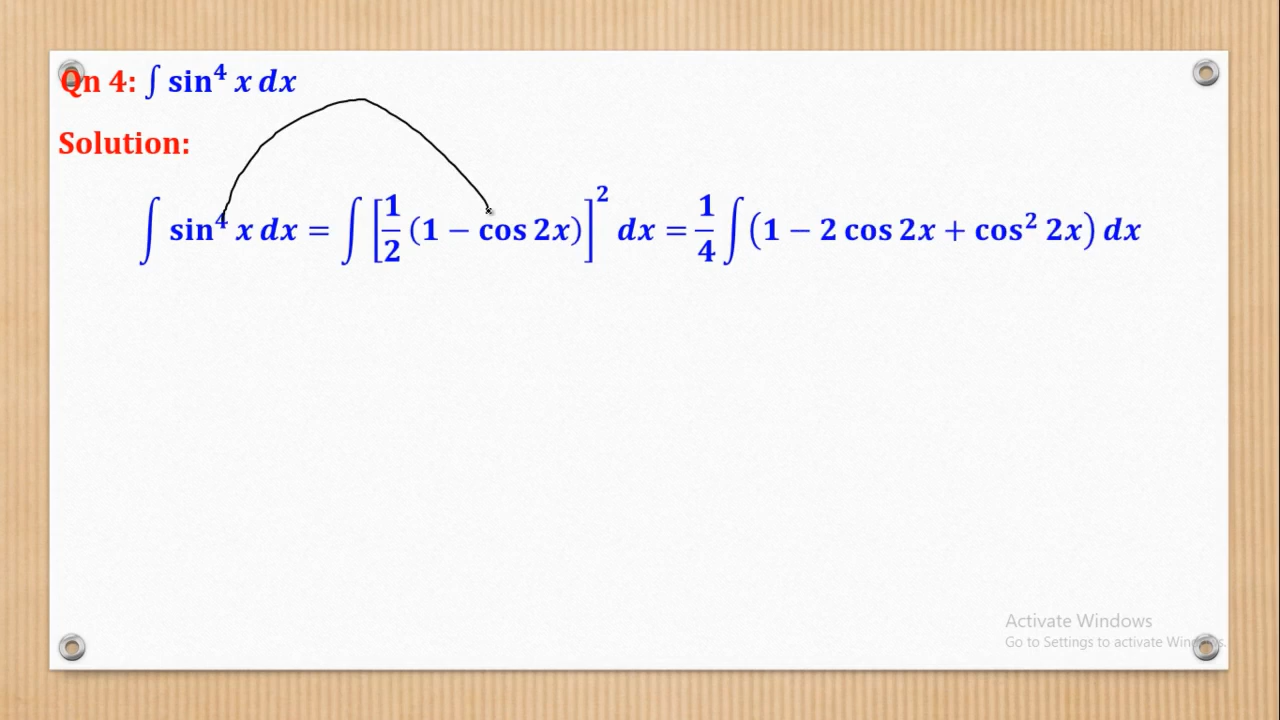 Qn 4: ∫ sin⁴ x dx
Solution:
∫ sin⁴ x dx = ∫ [1/2 (1 − cos 2x)]² dx = 1/4 ∫ (1 − 2 cos 2x + cos² 2x) dx
Activate Windows
Go to Settings to activate Windows.